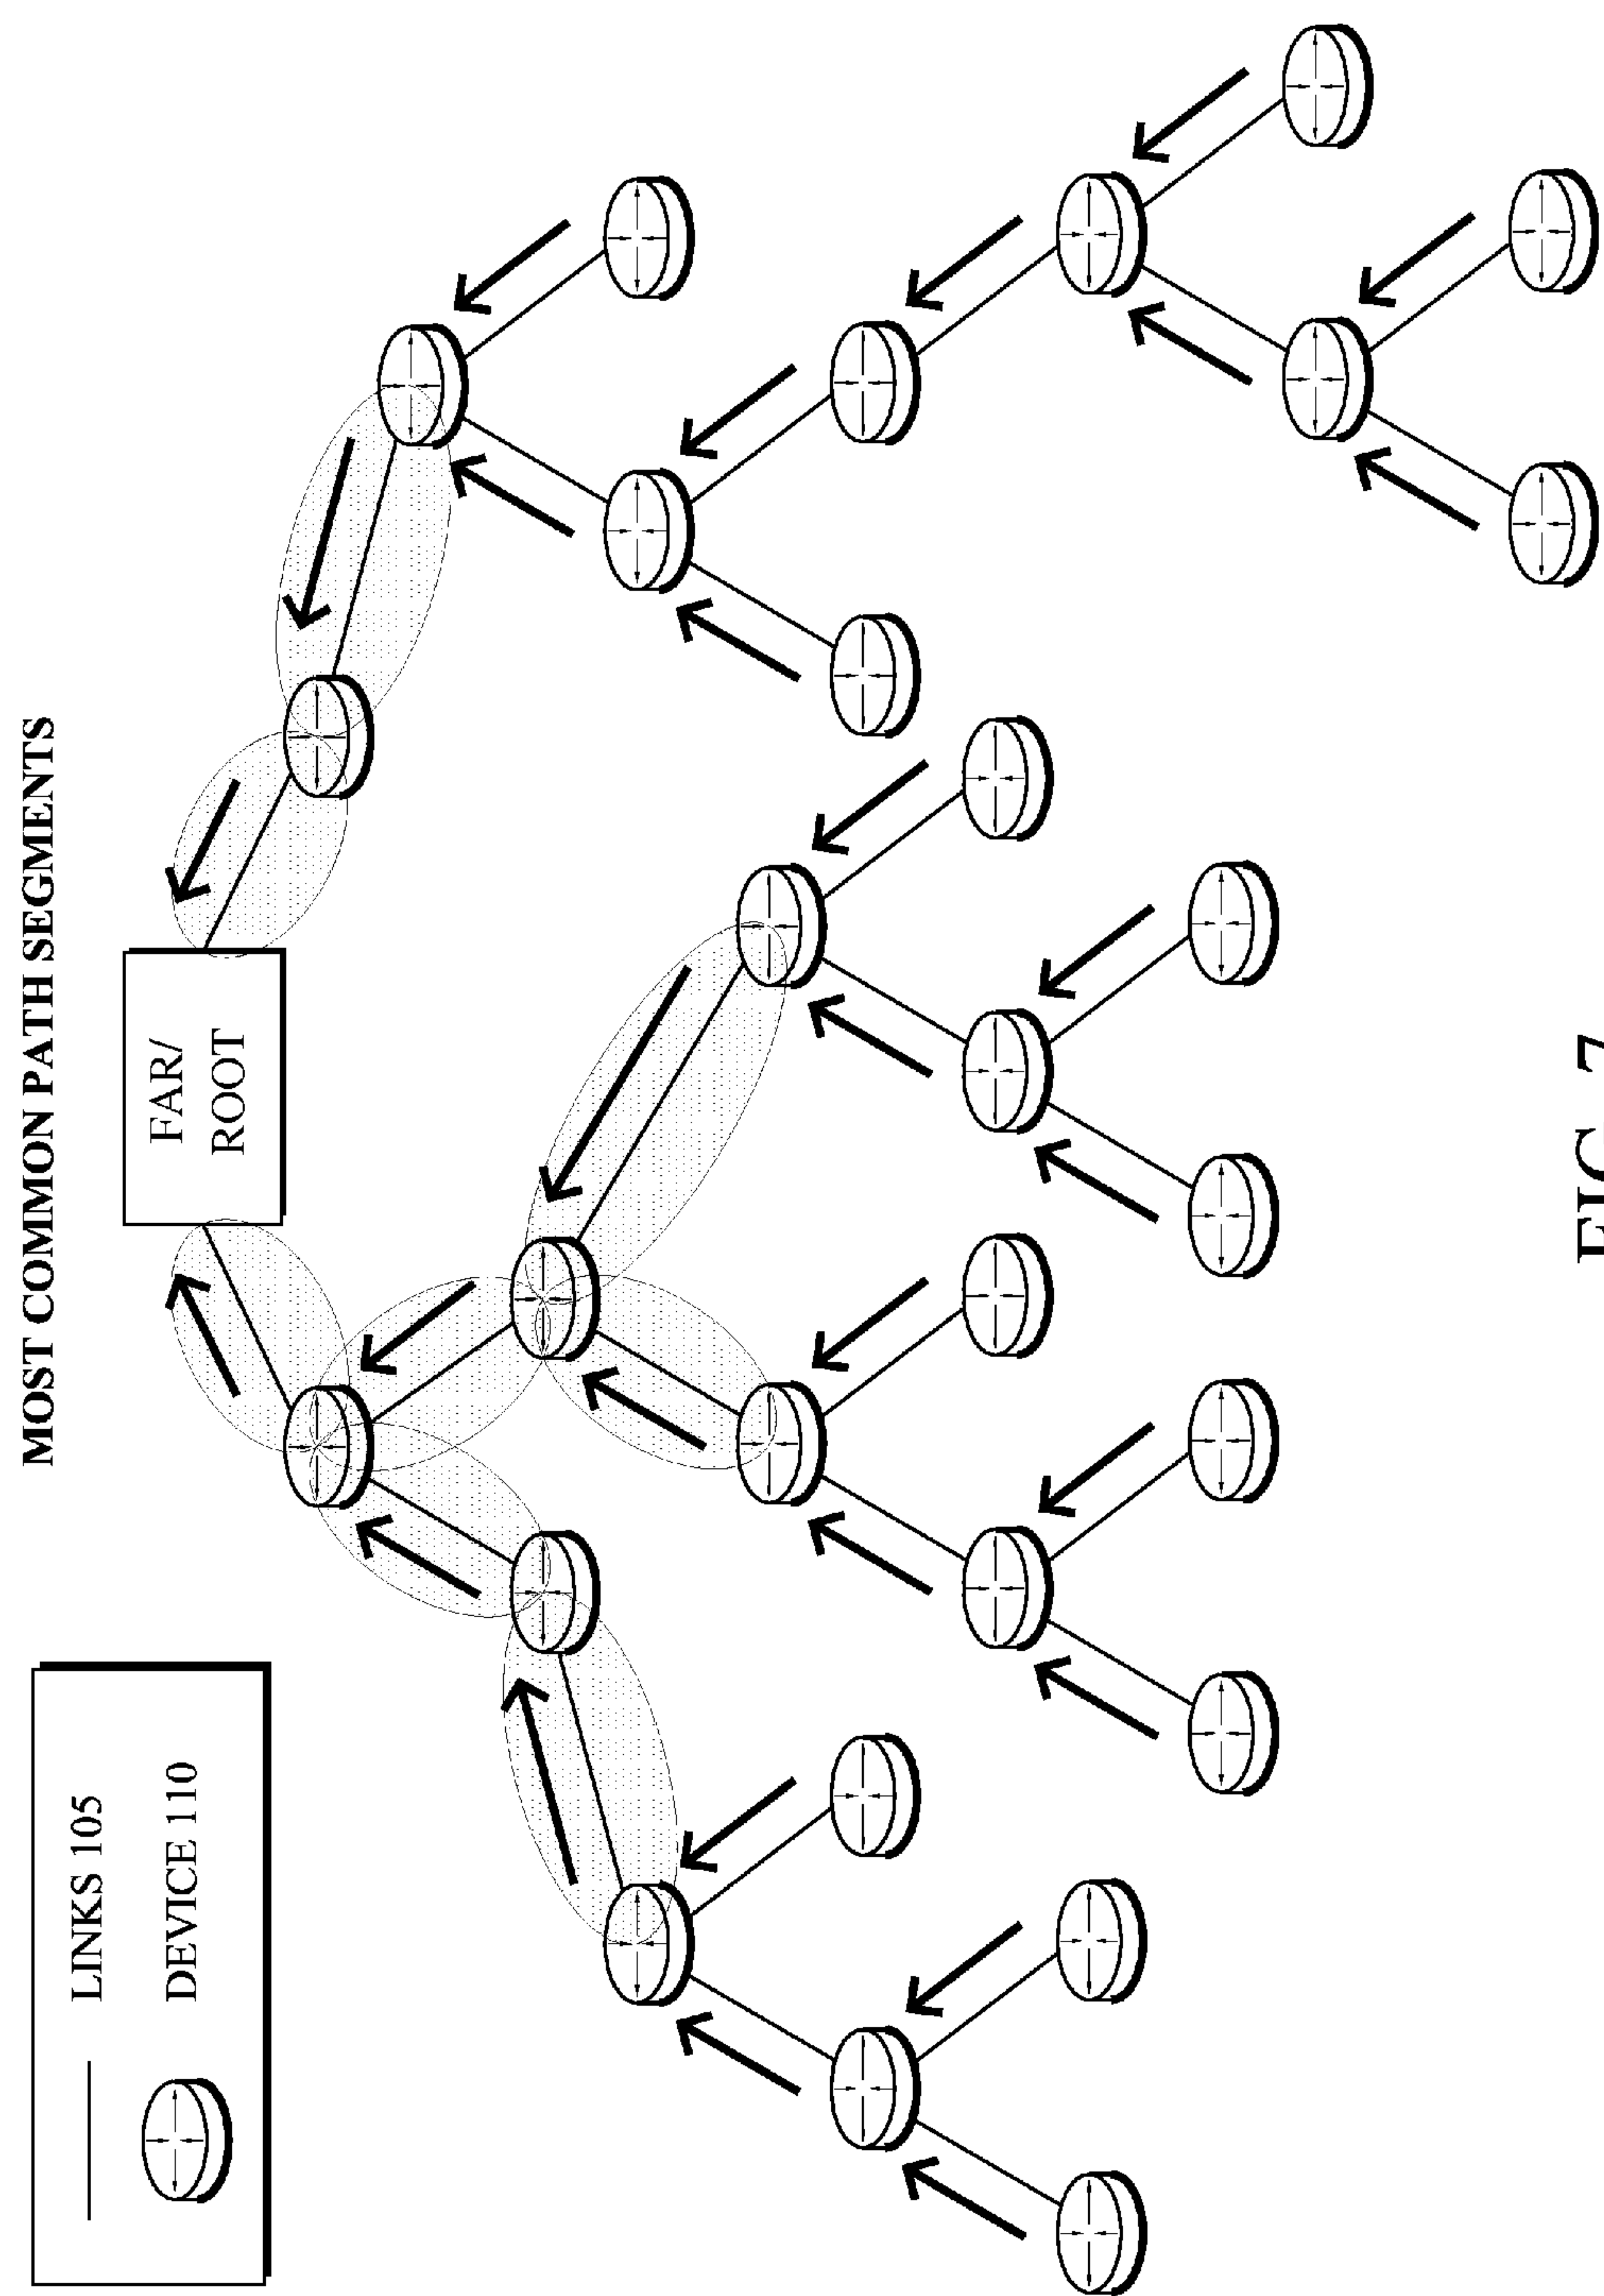 MOST COMMON PATH SEGMENTS
LINKS 105
DEVICE 110
FAR/
ROOT
FIG. 7